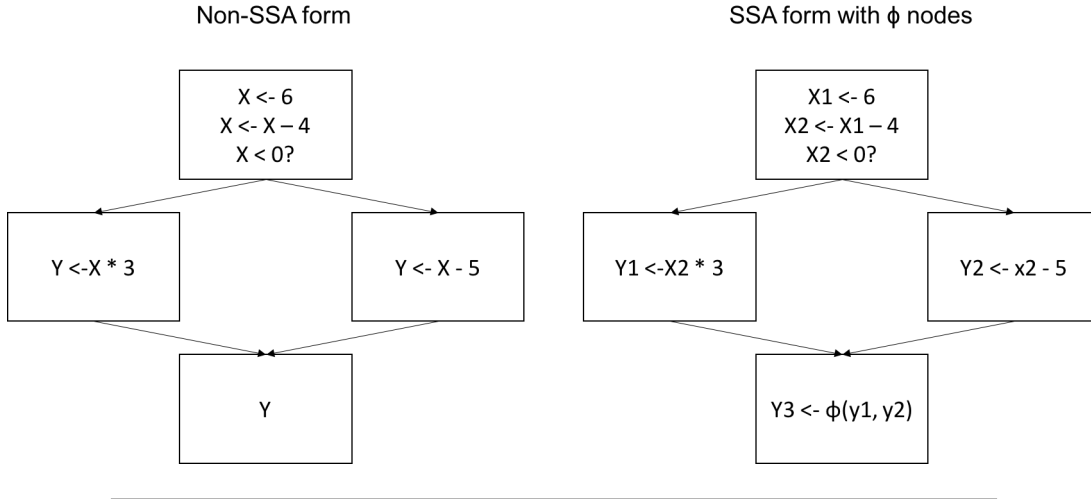 Non-SSA form
X <- 6
X <- X – 4
X < 0?
Y <-X * 3
Y <- X - 5
Y
SSA form with ϕ nodes
X1 <- 6
X2 <- X1 – 4
X2 < 0?
Y1 <-X2 * 3
Y2 <- x2 - 5
Y3 <- ϕ(y1, y2)